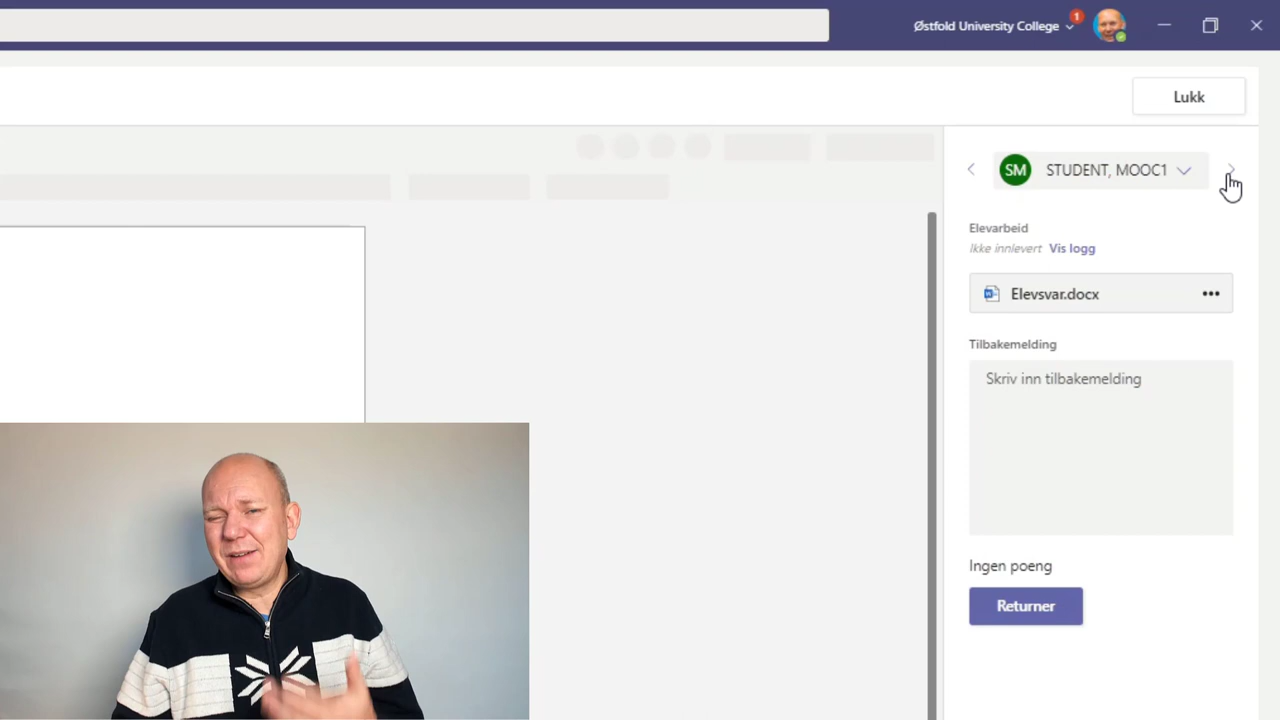 Østfold University College
1
Lukk
SM STUDENT, MOOC1
Elevarbeid
Ikke innlevert Vis logg
Elevsvar.docx
Tilbakemelding
Skriv inn tilbakemelding
Ingen poeng
Returner